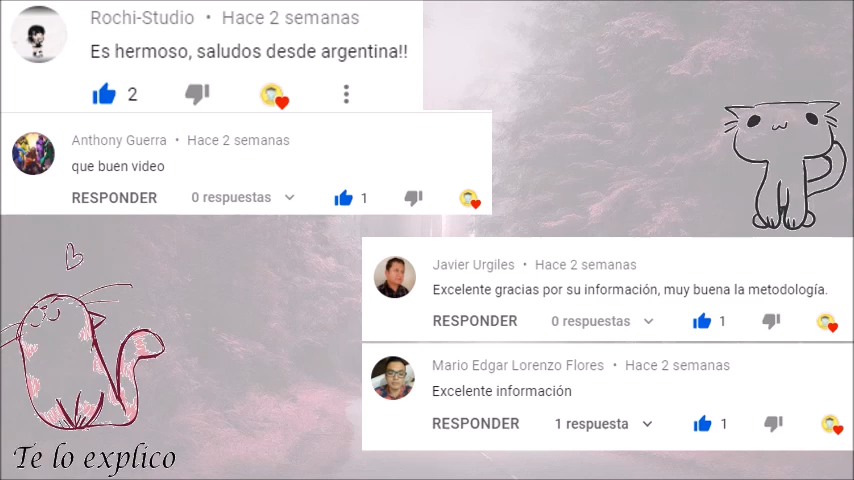 Rochi-Studio • Hace 2 semanas
Es hermoso, saludos desde argentina!!
2
Anthony Guerra • Hace 2 semanas
que buen video
RESPONDER 0 respuestas 1
Javier Urgiles • Hace 2 semanas
Excelente gracias por su información, muy buena la metodología.
RESPONDER 0 respuestas 1
Mario Edgar Lorenzo Flores • Hace 2 semanas
Excelente información
RESPONDER 1 respuesta 1
Te lo explico